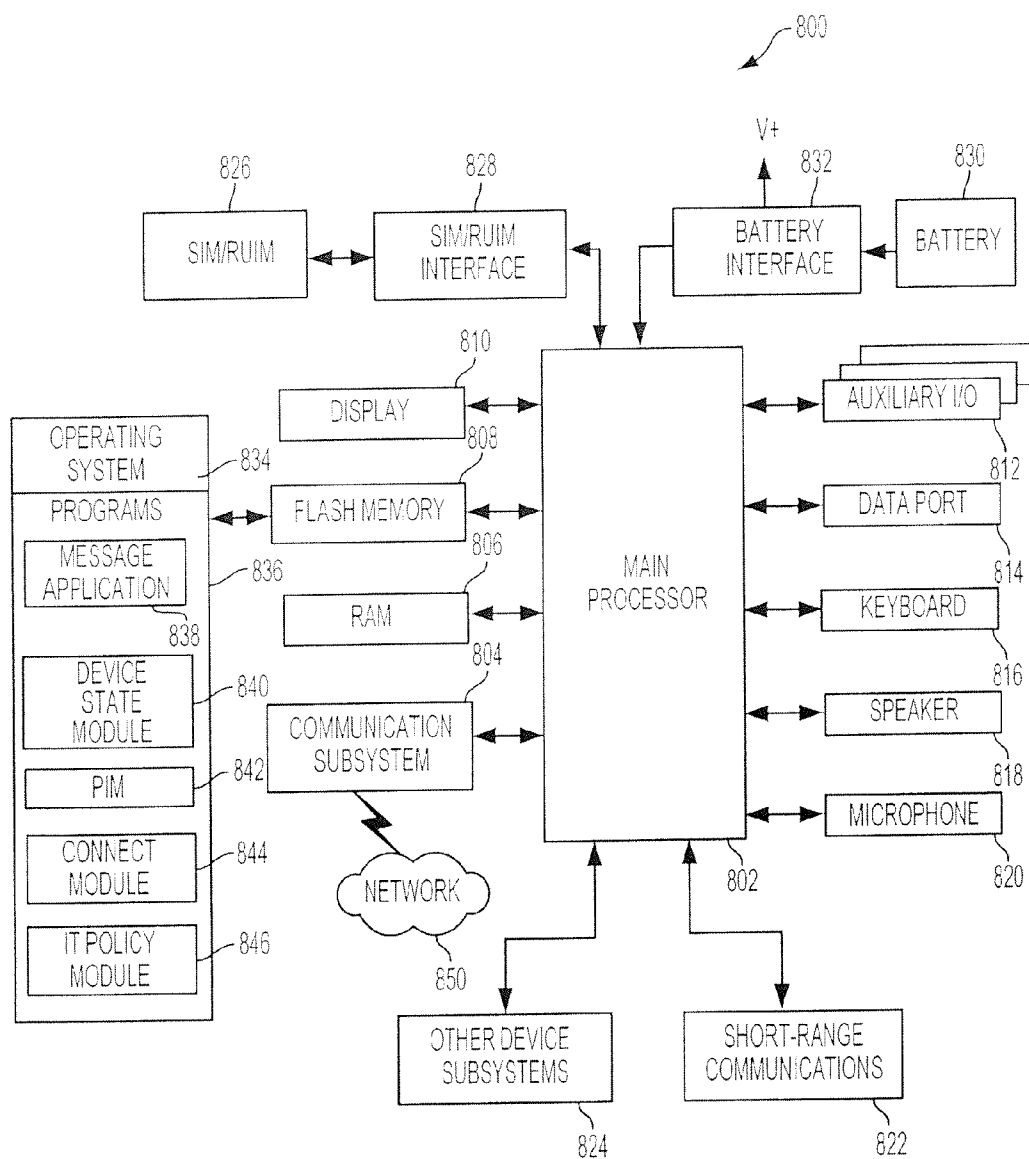 800
V+
826
828
832
830
SIM/RUIM
SIM/RUIM
INTERFACE
BATTERY
INTERFACE
BATTERY
810
DISPLAY
AUXILIARY I/O
812
OPERATING
SYSTEM
834
808
PROGRAMS
FLASH MEMORY
DATA PORT
814
MESSAGE
APPLICATION
836
838
806
RAM
MAIN
PROCESSOR
KEYBOARD
816
804
DEVICE
STATE
MODULE
840
COMMUNICATION
SUBSYSTEM
SPEAKER
818
PIM
842
MICROPHONE
820
802
CONNECT
MODULE
844
NETWORK
850
IT POLICY
MODULE
846
OTHER DEVICE
SUBSYSTEMS
824
SHORT-RANGE
COMMUNICATIONS
822